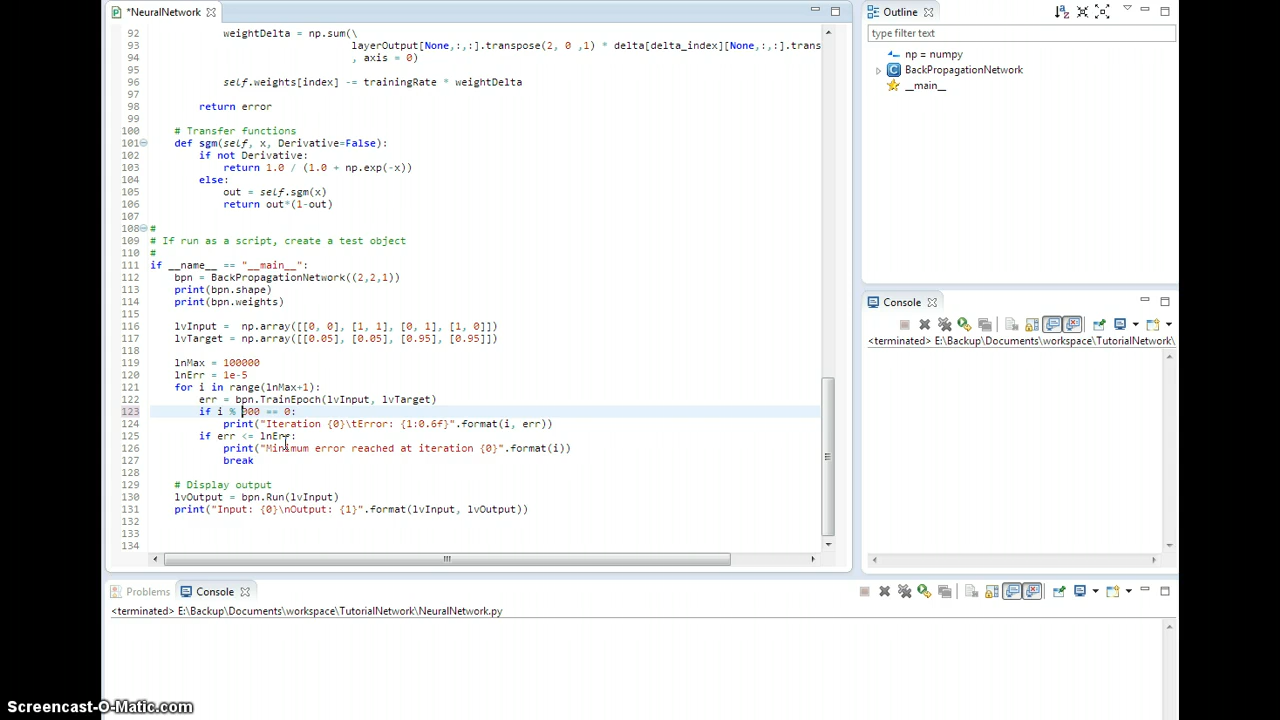 *NeuralNetwork
92 weightDelta = np.sum(\
93 layerOutput[None,:,:].transpose(2, 0 ,1) * delta[delta_index][None,:,:].trans
94 , axis = 0)
95
96 self.weights[index] -= trainingRate * weightDelta
97
98 return error
99
100 # Transfer functions
101 def sgm(self, x, Derivative=False):
102 if not Derivative:
103 return 1.0 / (1.0 + np.exp(-x))
104 else:
105 out = self.sgm(x)
106 return out*(1-out)
107
108 #
109 # If run as a script, create a test object
110 #
111 if __name__ == "__main__":
112 bpn = BackPropagationNetwork((2,2,1))
113 print(bpn.shape)
114 print(bpn.weights)
115
116 lvInput = np.array([[0, 0], [1, 1], [0, 1], [1, 0]])
117 lvTarget = np.array([[0.05], [0.05], [0.95], [0.95]])
118
119 lnMax = 100000
120 lnErr = 1e-5
121 for i in range(lnMax+1):
122 err = bpn.TrainEpoch(lvInput, lvTarget)
123 if i % 000 == 0:
124 print("Iteration {0}\tError: {1:0.6f}".format(i, err))
125 if err <= lnErr:
126 print("Minimum error reached at iteration {0}".format(i))
127 break
128
129 # Display output
130 lvOutput = bpn.Run(lvInput)
131 print("Input: {0}\nOutput: {1}".format(lvInput, lvOutput))
132
133
134
Outline
type filter text
np = numpy
BackPropagationNetwork
__main__
Console
<terminated> E:\Backup\Documents\workspace\TutorialNetwork\
Problems Console
<terminated> E:\Backup\Documents\workspace\TutorialNetwork\NeuralNetwork.py
Screencast-O-Matic.com